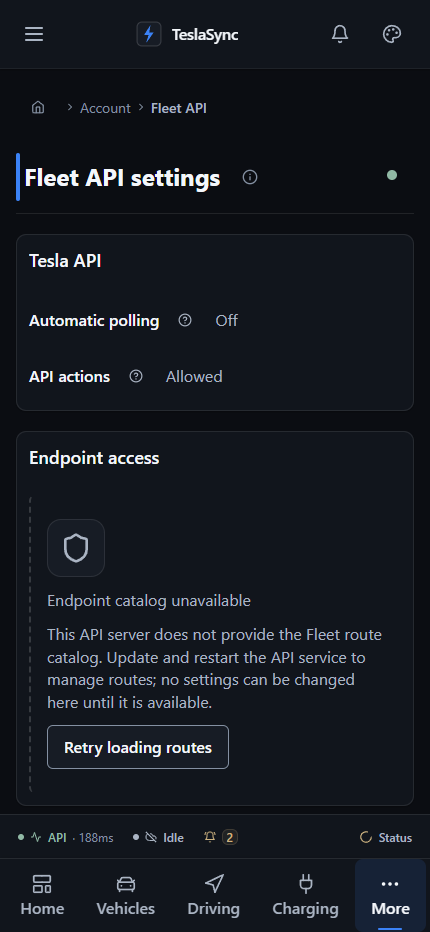 TeslaSync
Account
Fleet API
Fleet API settings
Tesla API
Automatic polling
Off
API actions
Allowed
Endpoint access
Endpoint catalog unavailable
This API server does not provide the Fleet route
catalog. Update and restart the API service to
manage routes; no settings can be changed
here until it is available.
Retry loading routes
API · 188ms
Idle
2
Status
Home
Vehicles
Driving
Charging
More